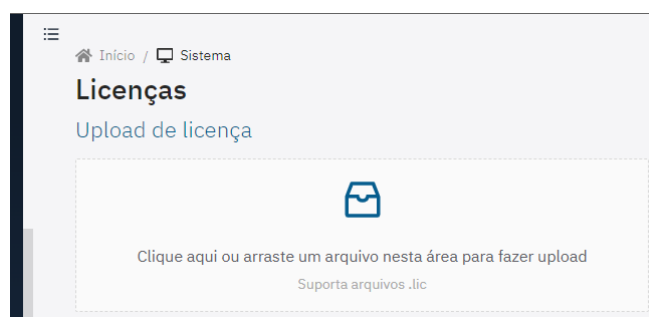 Início / Sistema
Licenças
Upload de licença
Clique aqui ou arraste um arquivo nesta área para fazer upload
Suporta arquivos .lic